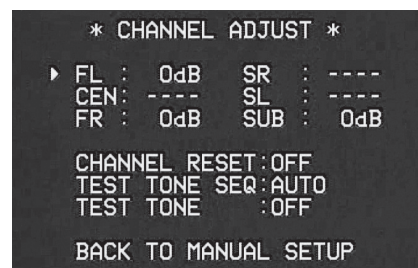 * CHANNEL ADJUST *
FL : 0dB SR : ----
CEN: ---- SL : ----
FR : 0dB SUB : 0dB
CHANNEL RESET:OFF
TEST TONE SEQ:AUTO
TEST TONE :OFF
BACK TO MANUAL SETUP